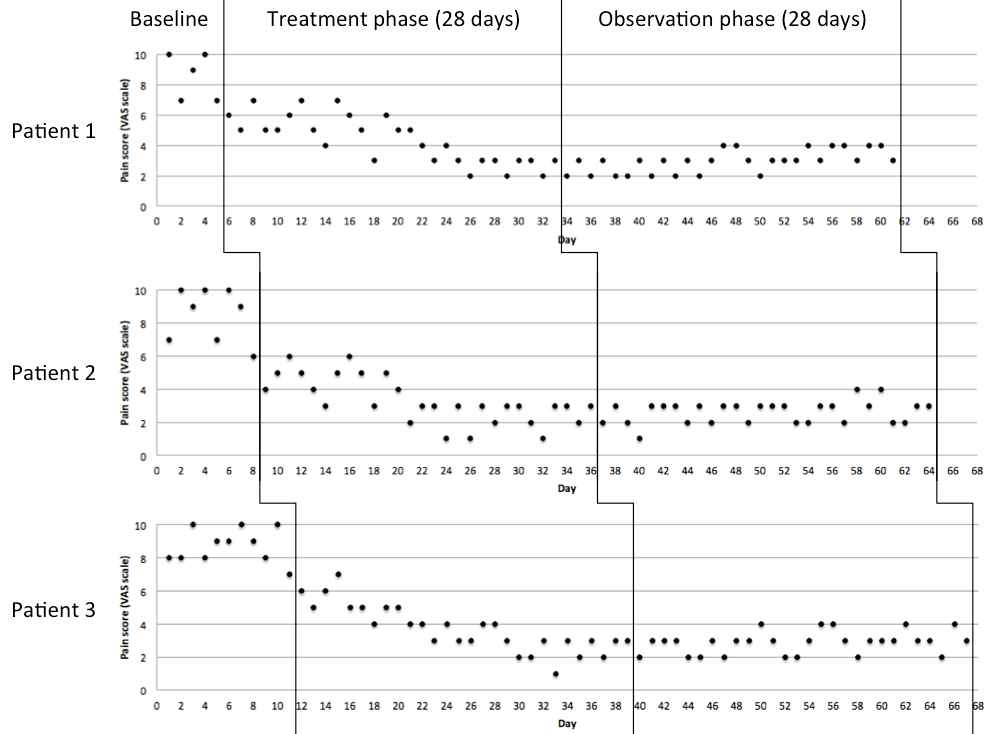 Baseline Treatment phase (28 days) Observation phase (28 days)
Patient 1
Pain score (VAS scale)
10
8
6
4
2
0
0 2 4 6 8 10 12 14 16 18 20 22 24 26 28 30 32 34 36 38 40 42 44 46 48 50 52 54 56 58 60 62 64 66 68
Day
Patient 2
Pain score (VAS scale)
10
8
6
4
2
0
0 2 4 6 8 10 12 14 16 18 20 22 24 26 28 30 32 34 36 38 40 42 44 46 48 50 52 54 56 58 60 62 64 66 68
Day
Patient 3
Pain score (VAS scale)
10
8
6
4
2
0
0 2 4 6 8 10 12 14 16 18 20 22 24 26 28 30 32 34 36 38 40 42 44 46 48 50 52 54 56 58 60 62 64 66 68
Day